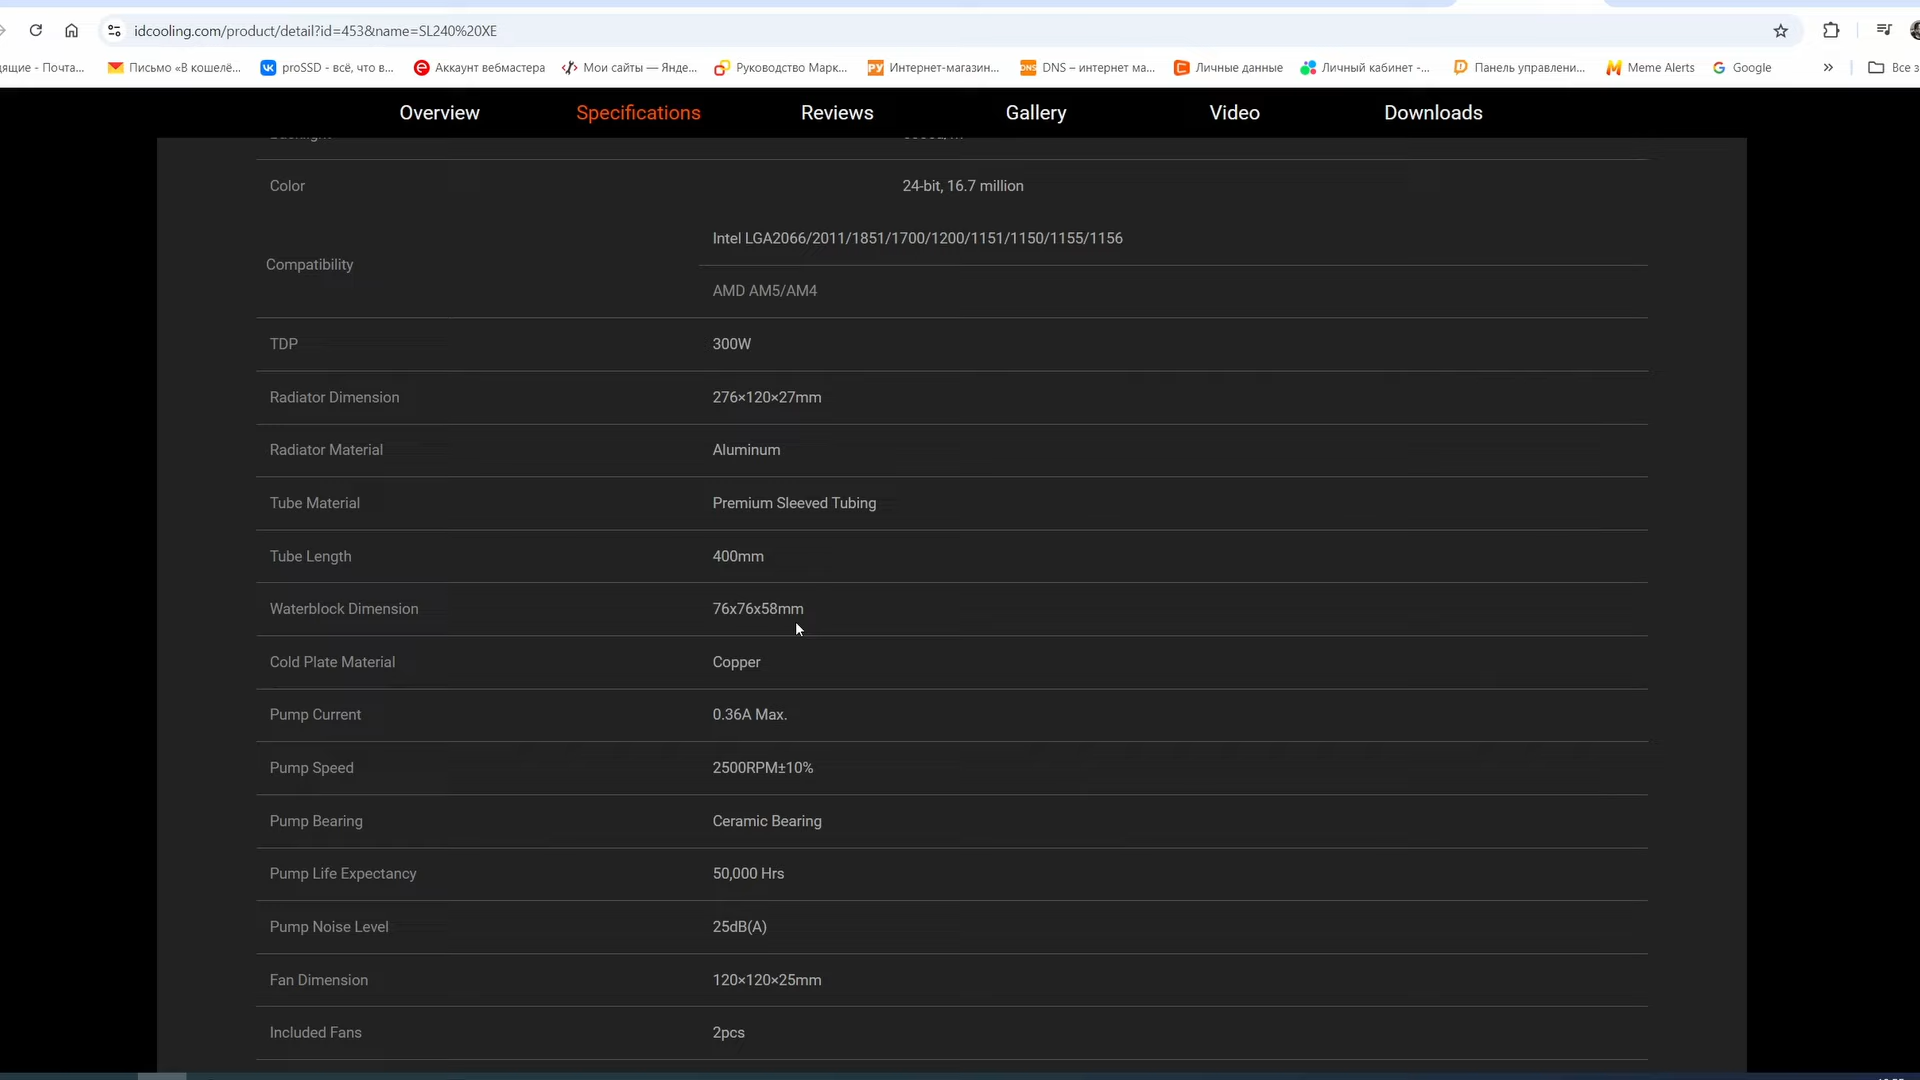 idcooling.com/product/detail?id=453&name=SL240%20XE
ящие - Почта...
Письмо «В кошелё...
proSSD - всё, что в...
Аккаунт вебмастера
Мои сайты — Янде...
Руководство Марк...
Интернет-магазин...
DNS – интернет ма...
Личные данные
Личный кабинет -...
Панель управлени...
Meme Alerts
Google
»
Все з
Overview
Specifications
Reviews
Gallery
Video
Downloads
Color
24-bit, 16.7 million
Compatibility
Intel LGA2066/2011/1851/1700/1200/1151/1150/1155/1156
AMD AM5/AM4
TDP
300W
Radiator Dimension
276×120×27mm
Radiator Material
Aluminum
Tube Material
Premium Sleeved Tubing
Tube Length
400mm
Waterblock Dimension
76x76x58mm
Cold Plate Material
Copper
Pump Current
0.36A Max.
Pump Speed
2500RPM±10%
Pump Bearing
Ceramic Bearing
Pump Life Expectancy
50,000 Hrs
Pump Noise Level
25dB(A)
Fan Dimension
120×120×25mm
Included Fans
2pcs